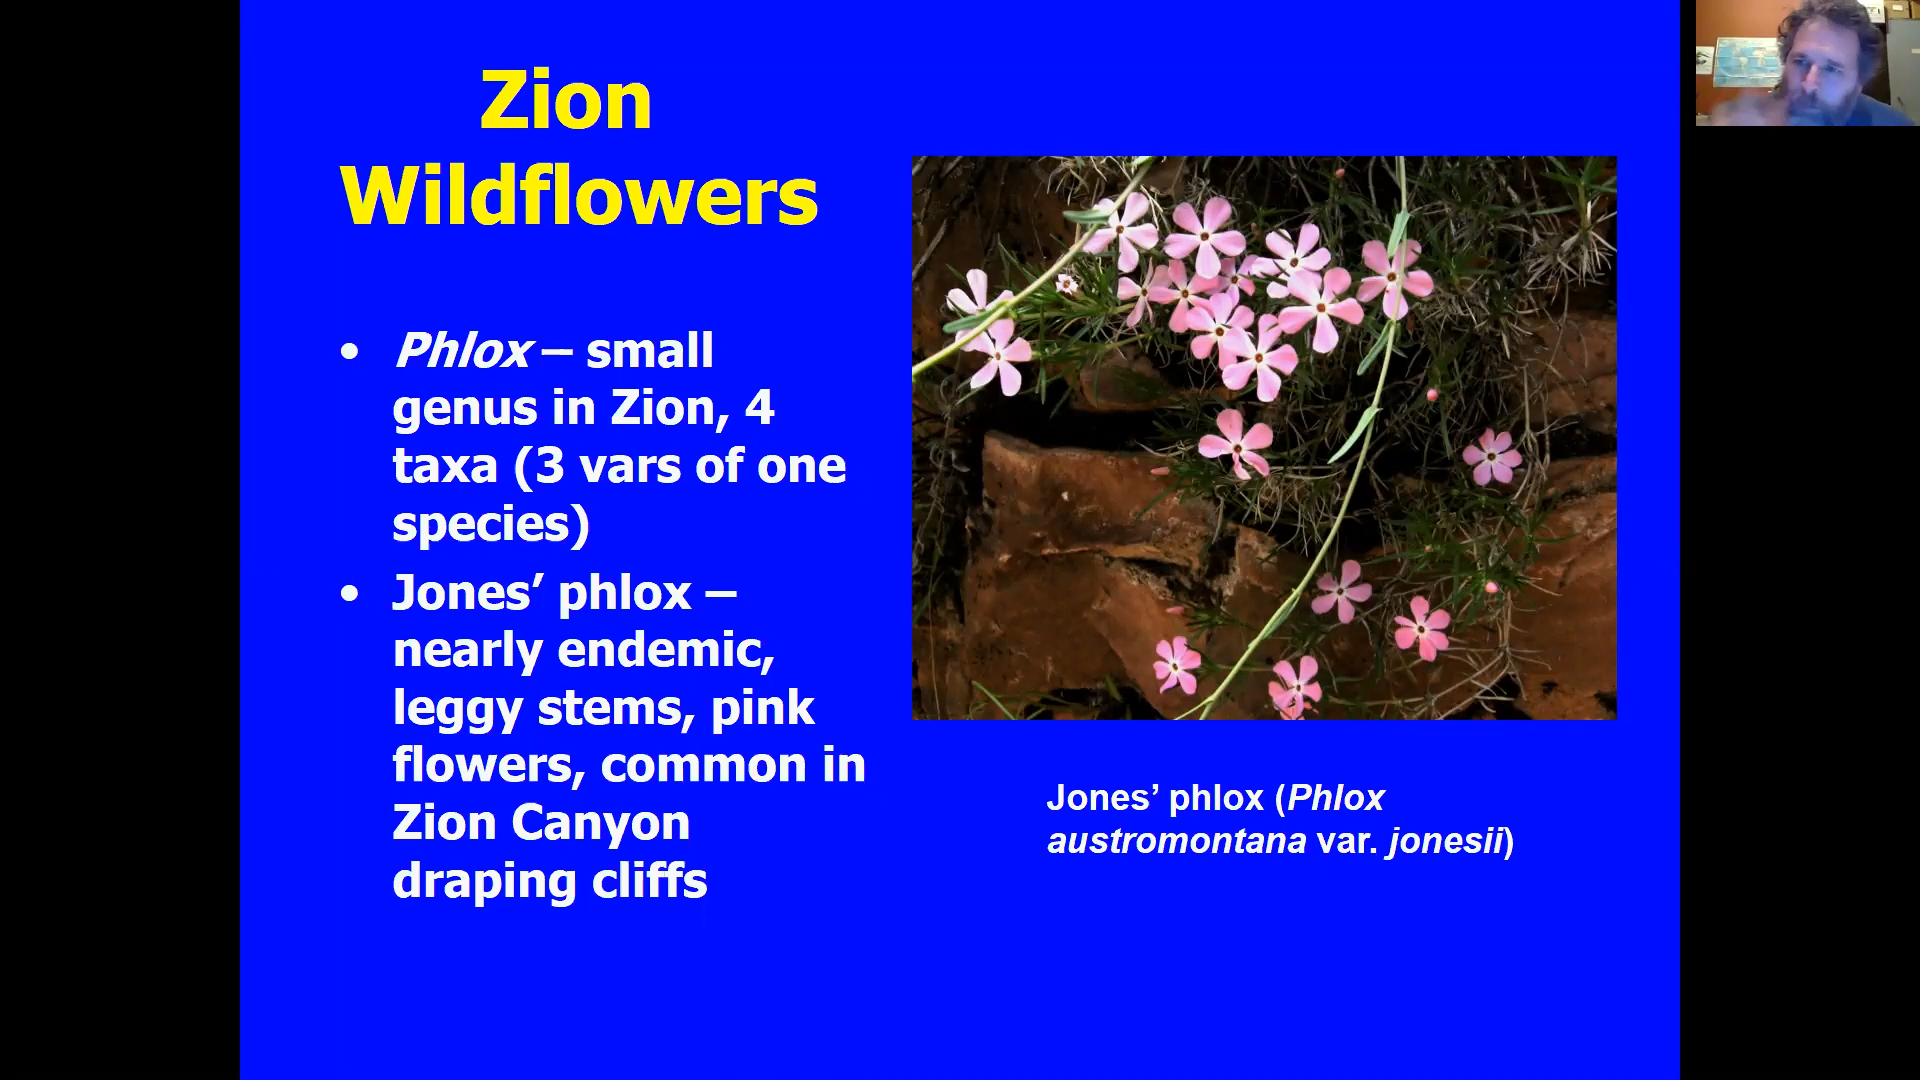 Zion
Wildflowers
• Phlox – small
genus in Zion, 4
taxa (3 vars of one
species)
• Jones’ phlox –
nearly endemic,
leggy stems, pink
flowers, common in
Zion Canyon
draping cliffs
Jones’ phlox (Phlox
austromontana var. jonesii)